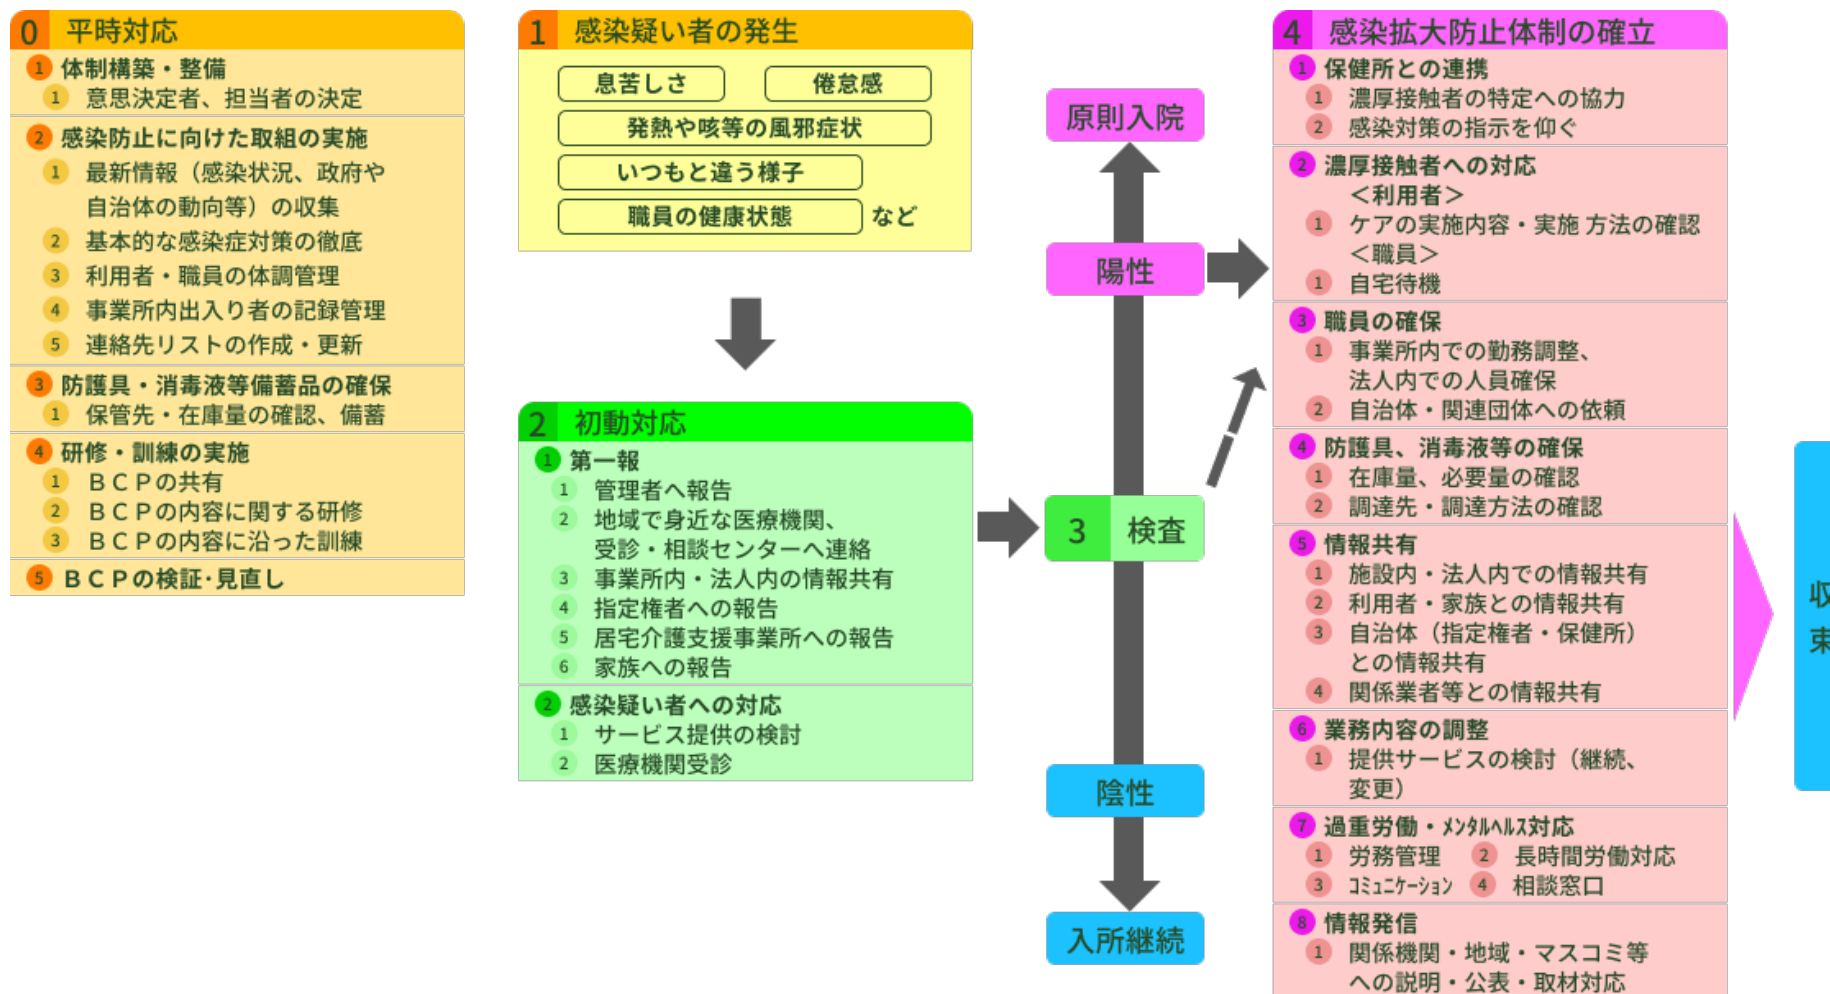 0 平時対応
1 体制構築・整備
1 意思決定者、担当者の決定
2 感染防止に向けた取組の実施
1 最新情報（感染状況、政府や
自治体の動向等）の収集
2 基本的な感染症対策の徹底
3 利用者・職員の体調管理
4 事業所内出入り者の記録管理
5 連絡先リストの作成・更新
3 防護具・消毒液等備蓄品の確保
1 保管先・在庫量の確認、備蓄
4 研修・訓練の実施
1 ＢＣＰの共有
2 ＢＣＰの内容に関する研修
3 ＢＣＰの内容に沿った訓練
5 ＢＣＰの検証･見直し
1 感染疑い者の発生
息苦しさ 倦怠感
発熱や咳等の風邪症状
いつもと違う様子
職員の健康状態 など
2 初動対応
1 第一報
1 管理者へ報告
2 地域で身近な医療機関、
受診・相談センターへ連絡
3 事業所内・法人内の情報共有
4 指定権者への報告
5 居宅介護支援事業所への報告
6 家族への報告
2 感染疑い者への対応
1 サービス提供の検討
2 医療機関受診
原則入院
陽性
3 検査
陰性
入所継続
4 感染拡大防止体制の確立
1 保健所との連携
1 濃厚接触者の特定への協力
2 感染対策の指示を仰ぐ
2 濃厚接触者への対応
＜利用者＞
1 ケアの実施内容・実施 方法の確認
＜職員＞
1 自宅待機
3 職員の確保
1 事業所内での勤務調整、
法人内での人員確保
2 自治体・関連団体への依頼
4 防護具、消毒液等の確保
1 在庫量、必要量の確認
2 調達先・調達方法の確認
5 情報共有
1 施設内・法人内での情報共有
2 利用者・家族との情報共有
3 自治体（指定権者・保健所）
との情報共有
4 関係業者等との情報共有
6 業務内容の調整
1 提供サービスの検討（継続、
変更）
7 過重労働・ﾒﾝﾀﾙﾍﾙｽ対応
1 労務管理 2 長時間労働対応
3 ｺﾐｭﾆｹｰｼｮﾝ 4 相談窓口
8 情報発信
1 関係機関・地域・マスコミ等
への説明・公表・取材対応
収
束